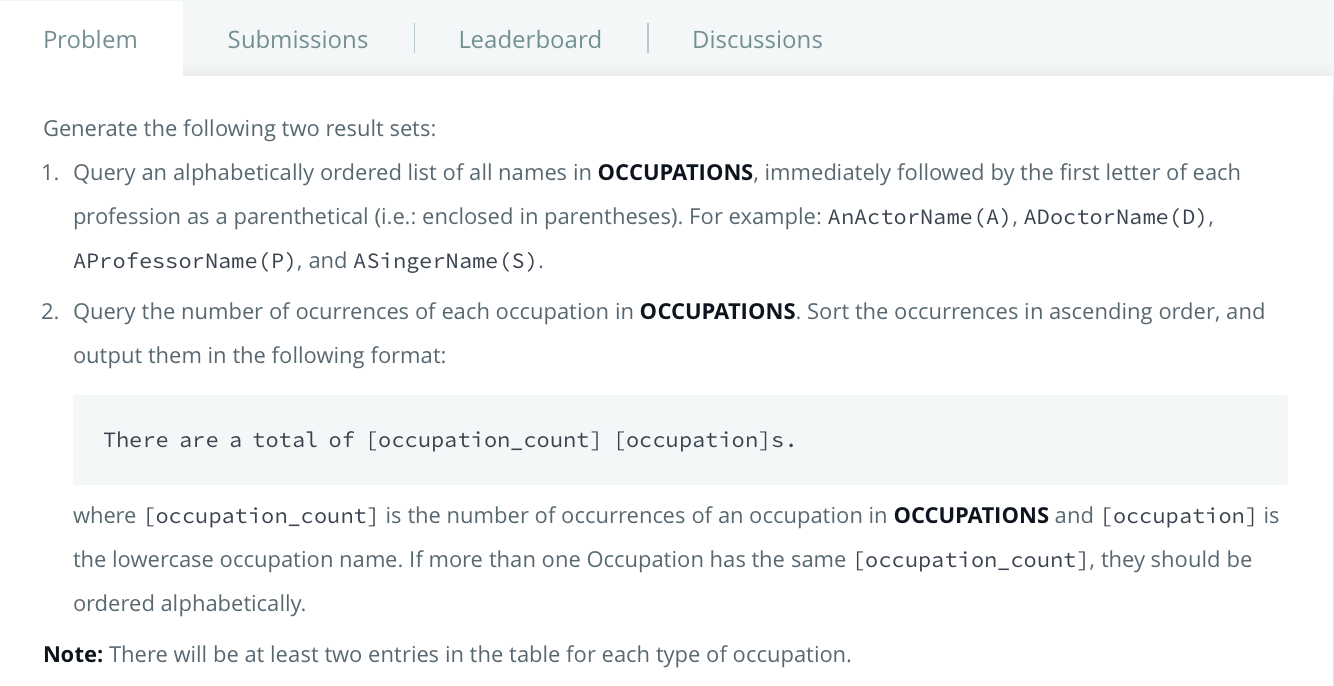 Problem
Submissions
Leaderboard
Discussions
Generate the following two result sets:
1. Query an alphabetically ordered list of all names in OCCUPATIONS, immediately followed by the first letter of each
profession as a parenthetical (i.e.: enclosed in parentheses). For example: AnActorName(A), ADoctorName(D),
AProfessorName(P), and ASingerName(S).
2. Query the number of ocurrences of each occupation in OCCUPATIONS. Sort the occurrences in ascending order, and
output them in the following format:
There are a total of [occupation_count] [occupation]s.
where [occupation_count] is the number of occurrences of an occupation in OCCUPATIONS and [occupation] is
the lowercase occupation name. If more than one Occupation has the same [occupation_count], they should be
ordered alphabetically.
Note: There will be at least two entries in the table for each type of occupation.